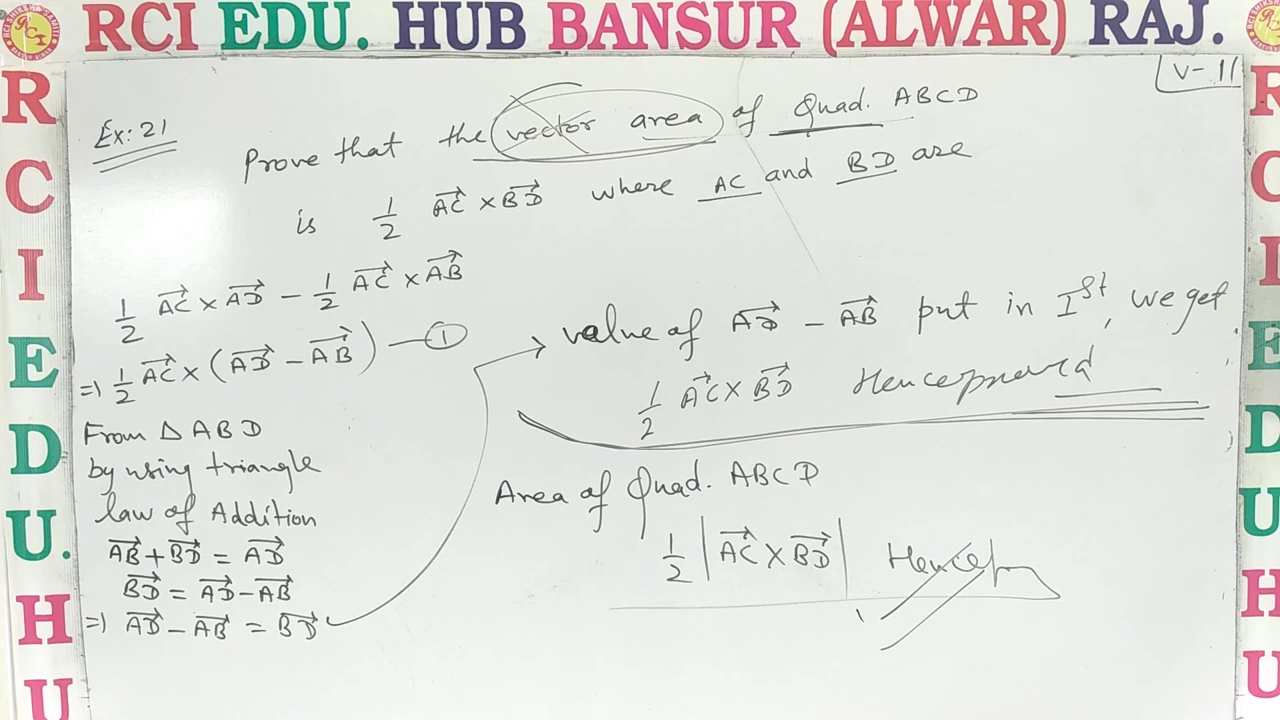 RCI EDU. HUB BANSUR (ALWAR) RAJ.
R
C
I
E
D
U.
H
U
V-11
Ex: 21
Prove that the vector area of Quad. ABCD
is 1/2 AC⃗ × BD⃗ where AC and BD are
1/2 AC⃗ × AD⃗ − 1/2 AC⃗ × AB⃗
=) 1/2 AC⃗ × (AD⃗ − AB⃗) — ①
From Δ ABD
by using triangle
law of Addition
AB⃗ + BD⃗ = AD⃗
BD⃗ = AD⃗ − AB⃗
=) AD⃗ − AB⃗ = BD⃗
→ value of AD⃗ − AB⃗ put in Ist, we get
1/2 AC⃗ × BD⃗ Hence proved
Area of Quad. ABCD
1/2 |AC⃗ × BD⃗| Hence
R
C
I
E
D
U
H
U